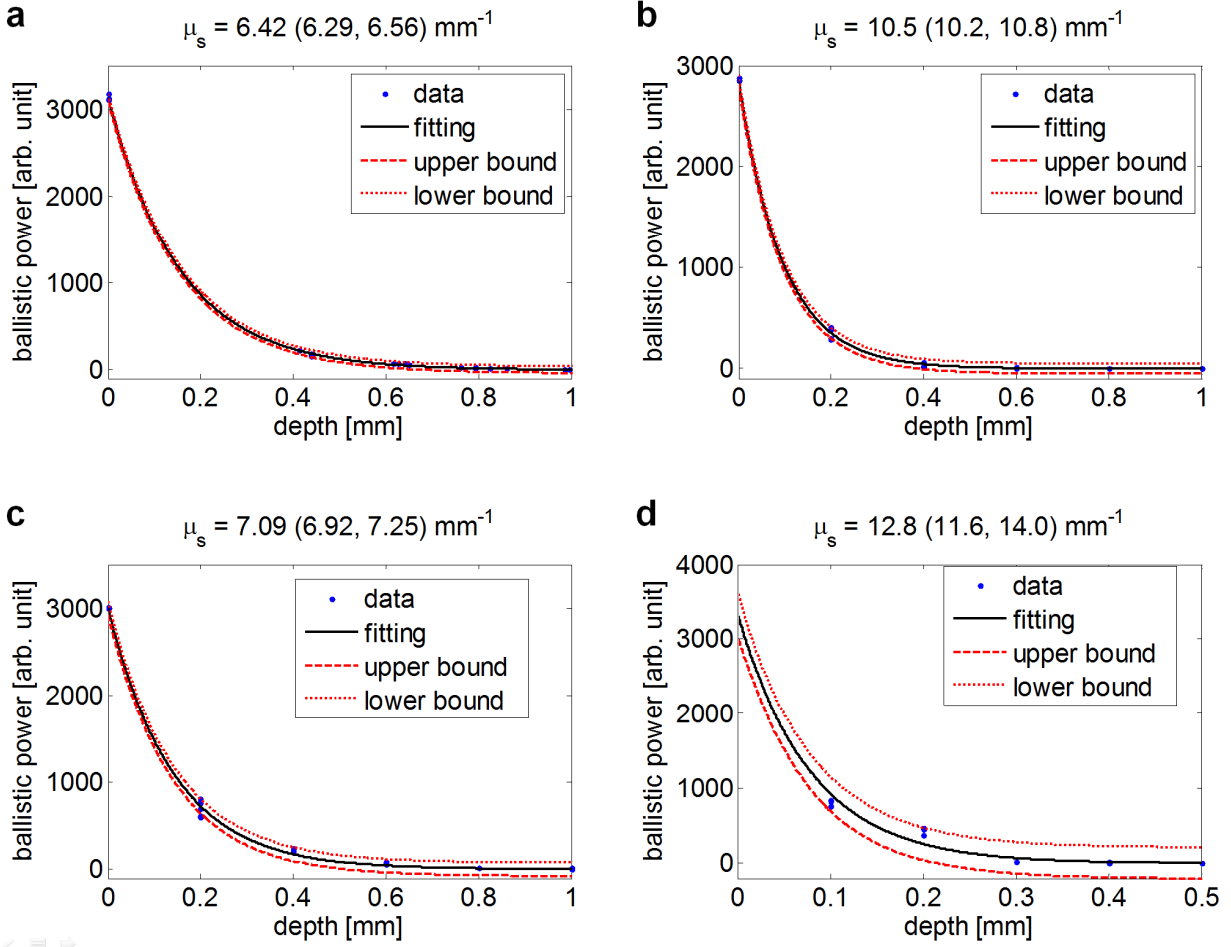 a
μs = 6.42 (6.29, 6.56) mm-1
ballistic power [arb. unit]
3000
2000
1000
0
data
fitting
upper bound
lower bound
0 0.2 0.4 0.6 0.8 1
depth [mm]
b
μs = 10.5 (10.2, 10.8) mm-1
ballistic power [arb. unit]
3000
2000
1000
0
data
fitting
upper bound
lower bound
0 0.2 0.4 0.6 0.8 1
depth [mm]
c
μs = 7.09 (6.92, 7.25) mm-1
ballistic power [arb. unit]
3000
2000
1000
0
data
fitting
upper bound
lower bound
0 0.2 0.4 0.6 0.8 1
depth [mm]
d
μs = 12.8 (11.6, 14.0) mm-1
ballistic power [arb. unit]
4000
3000
2000
1000
0
data
fitting
upper bound
lower bound
0 0.1 0.2 0.3 0.4 0.5
depth [mm]